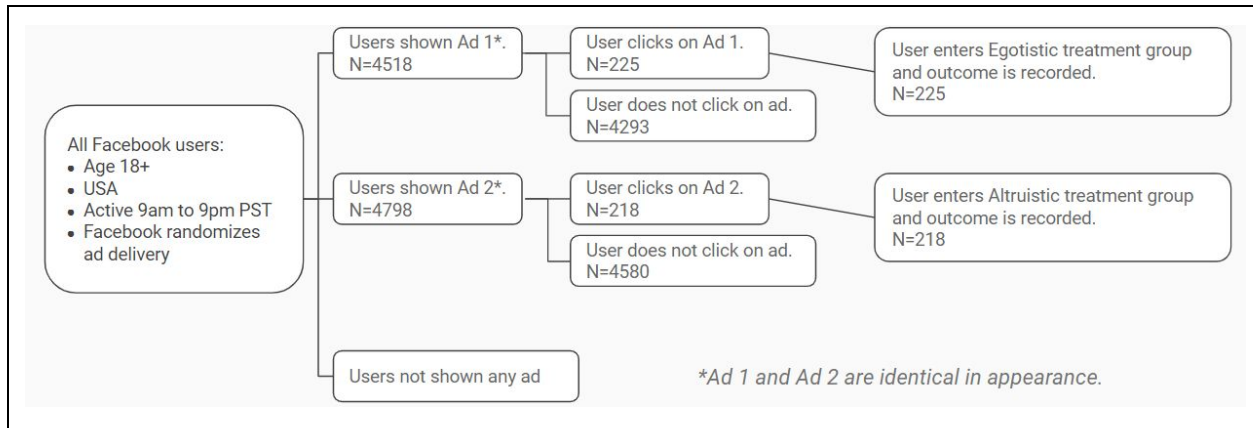 All Facebook users:
• Age 18+
• USA
• Active 9am to 9pm PST
• Facebook randomizes
ad delivery
Users shown Ad 1*.
N=4518
User clicks on Ad 1.
N=225
User does not click on ad.
N=4293
User enters Egotistic treatment group
and outcome is recorded.
N=225
Users shown Ad 2*.
N=4798
User clicks on Ad 2.
N=218
User does not click on ad.
N=4580
User enters Altruistic treatment group
and outcome is recorded.
N=218
Users not shown any ad
*Ad 1 and Ad 2 are identical in appearance.